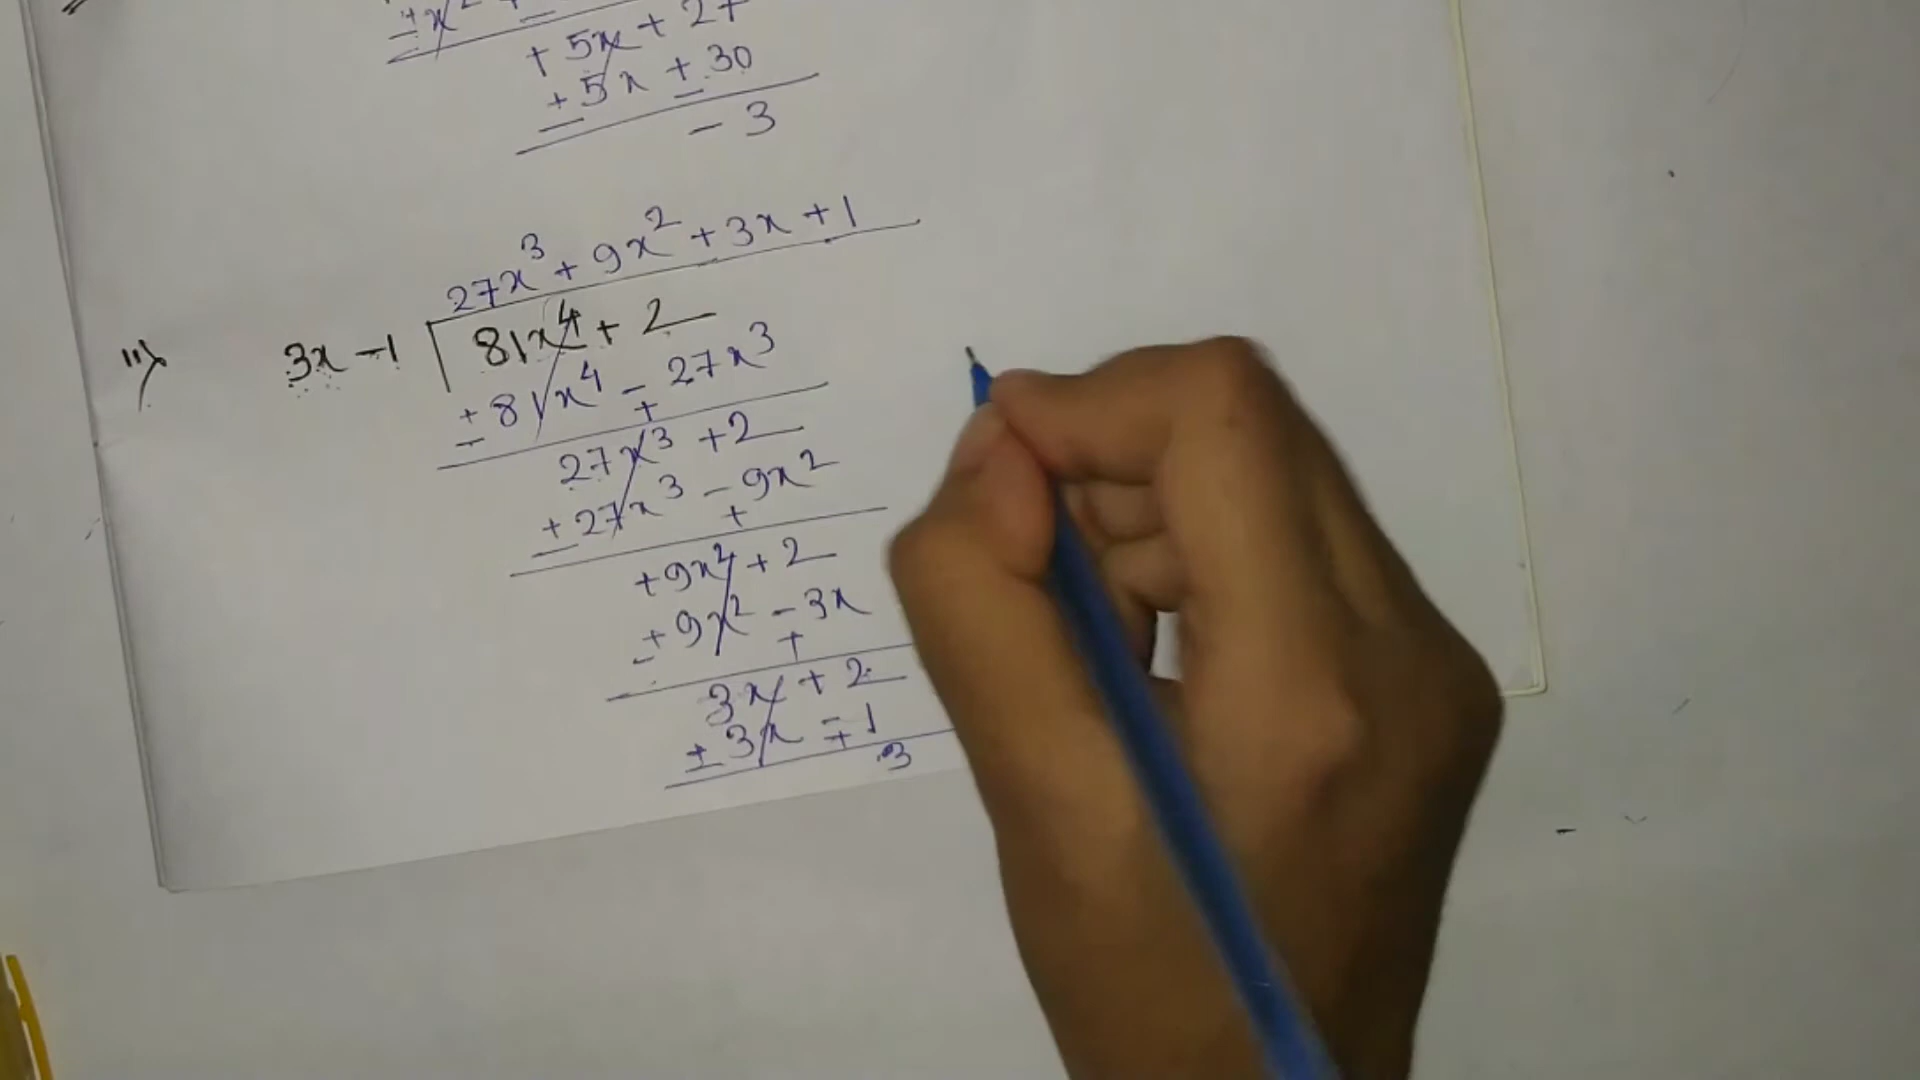 + 5x + 27
+ 5x + 30
−
−
− 3
27x³ + 9x² + 3x + 1
ii) 3x − 1 81x⁴ + 2
+ 81x⁴ − 27x³
− +
27x³ + 2
+ 27x³ − 9x²
− +
+ 9x² + 2
+ 9x² − 3x
− +
3x + 2
+ 3x − 1
− +
3